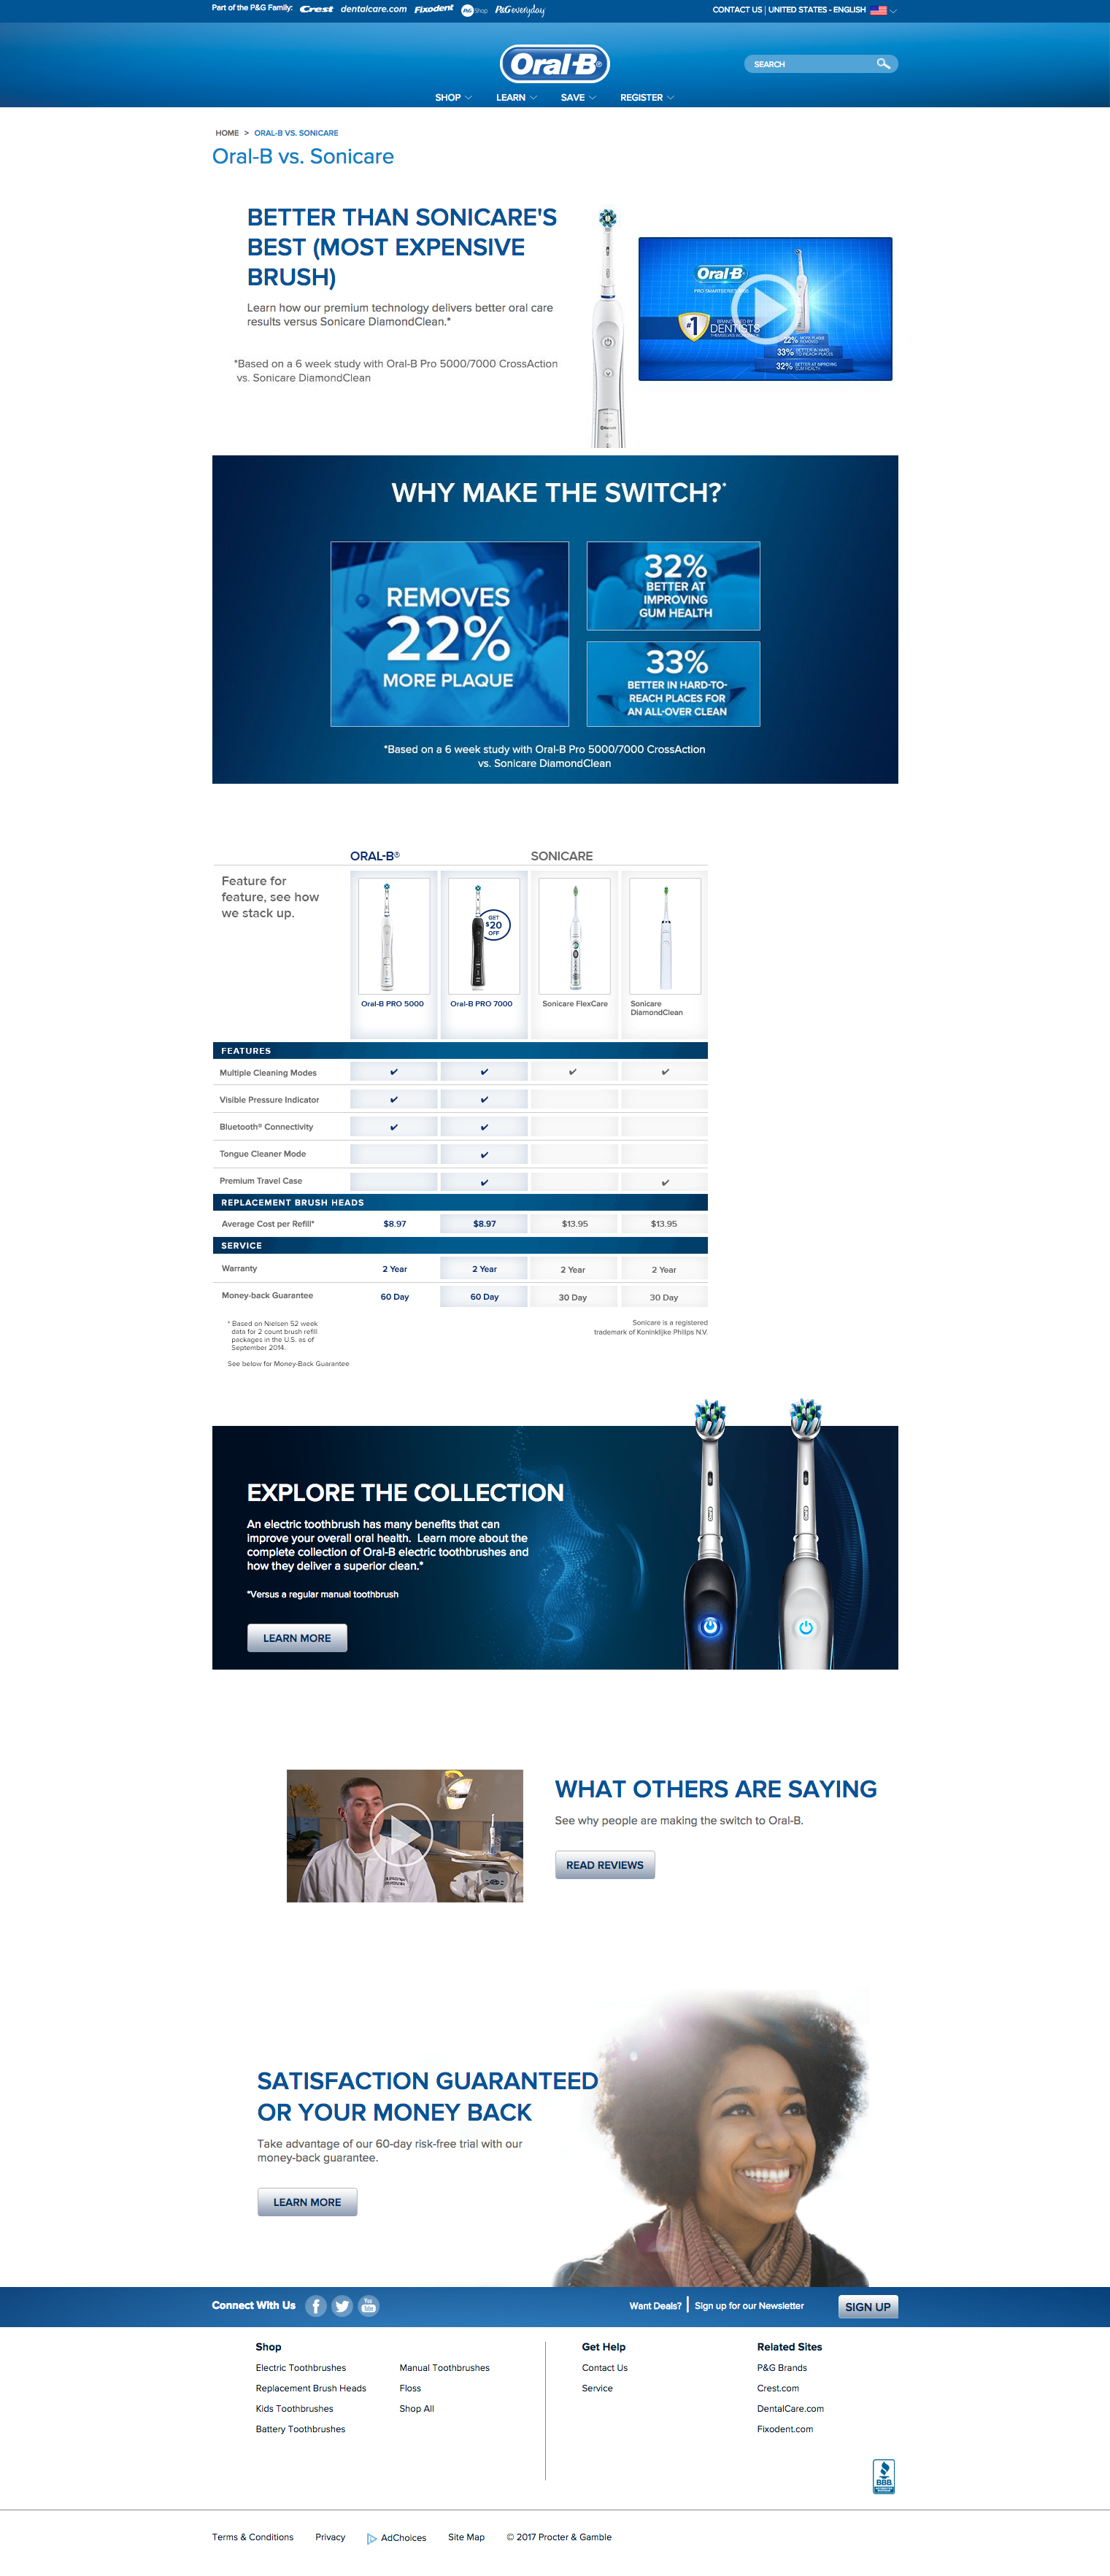 Part of the P&G Family: Crest dentalcare.com Fixodent P&G Shop P&G everyday
CONTACT US | UNITED STATES - ENGLISH
Oral-B®
SEARCH
SHOP LEARN SAVE REGISTER
HOME > ORAL-B VS. SONICARE
Oral-B vs. Sonicare
BETTER THAN SONICARE'S
BEST (MOST EXPENSIVE
BRUSH)
Learn how our premium technology delivers better oral care
results versus Sonicare DiamondClean.*
*Based on a 6 week study with Oral-B Pro 5000/7000 CrossAction
vs. Sonicare DiamondClean
Oral-B
#1
DENTISTS
22% MORE PLAQUE
33%
32%
WHY MAKE THE SWITCH?*
REMOVES
22%
MORE PLAQUE
32%
BETTER AT
IMPROVING
GUM HEALTH
33%
BETTER IN HARD-TO-
REACH PLACES FOR
AN ALL-OVER CLEAN
*Based on a 6 week study with Oral-B Pro 5000/7000 CrossAction
vs. Sonicare DiamondClean
ORAL-B® SONICARE
Feature for
feature, see how
we stack up.
GET
$20
OFF
Oral-B PRO 5000 Oral-B PRO 7000 Sonicare FlexCare Sonicare
DiamondClean
FEATURES
Multiple Cleaning Modes ✔ ✔ ✔ ✔
Visible Pressure Indicator ✔ ✔
Bluetooth® Connectivity ✔ ✔
Tongue Cleaner Mode ✔
Premium Travel Case ✔ ✔
REPLACEMENT BRUSH HEADS
Average Cost per Refill* $8.97 $8.97 $13.95 $13.95
SERVICE
Warranty 2 Year 2 Year 2 Year 2 Year
Money-back Guarantee 60 Day 60 Day 30 Day 30 Day
* Based on Nielsen 52 week
data for 2 count brush refill
packages in the U.S. as of
September 2014.
See below for Money-Back Guarantee
Sonicare is a registered
trademark of Koninklijke Philips N.V.
EXPLORE THE COLLECTION
An electric toothbrush has many benefits that can
improve your overall oral health. Learn more about the
complete collection of Oral-B electric toothbrushes and
how they deliver a superior clean.*
*Versus a regular manual toothbrush
LEARN MORE
WHAT OTHERS ARE SAYING
See why people are making the switch to Oral-B.
READ REVIEWS
SATISFACTION GUARANTEED
OR YOUR MONEY BACK
Take advantage of our 60-day risk-free trial with our
money-back guarantee.
LEARN MORE
Connect With Us
You Tube
Want Deals? | Sign up for our Newsletter SIGN UP
Shop Get Help Related Sites
Electric Toothbrushes Manual Toothbrushes Contact Us P&G Brands
Replacement Brush Heads Floss Service Crest.com
Kids Toothbrushes Shop All DentalCare.com
Battery Toothbrushes Fixodent.com
BBB
Terms & Conditions Privacy AdChoices Site Map © 2017 Procter & Gamble